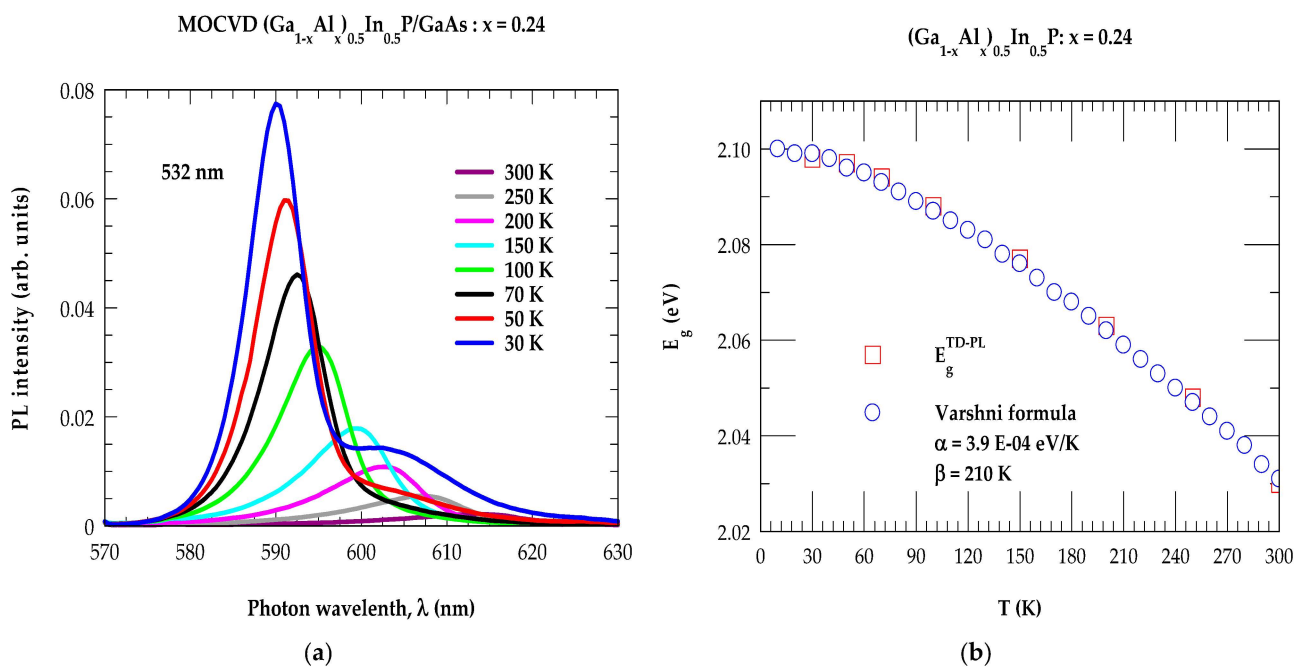 MOCVD (Ga1-xAlx)0.5In0.5P/GaAs : x = 0.24
PL intensity (arb. units)
0.08
0.06
0.04
0.02
0
532 nm
300 K
250 K
200 K
150 K
100 K
70 K
50 K
30 K
570 580 590 600 610 620 630
Photon wavelenth, λ (nm)
(a)
(Ga1-xAlx)0.5In0.5P: x = 0.24
Eg (eV)
2.10
2.08
2.06
2.04
2.02
EgTD-PL
Varshni formula
α = 3.9 E-04 eV/K
β = 210 K
0 30 60 90 120 150 180 210 240 270 300
T (K)
(b)